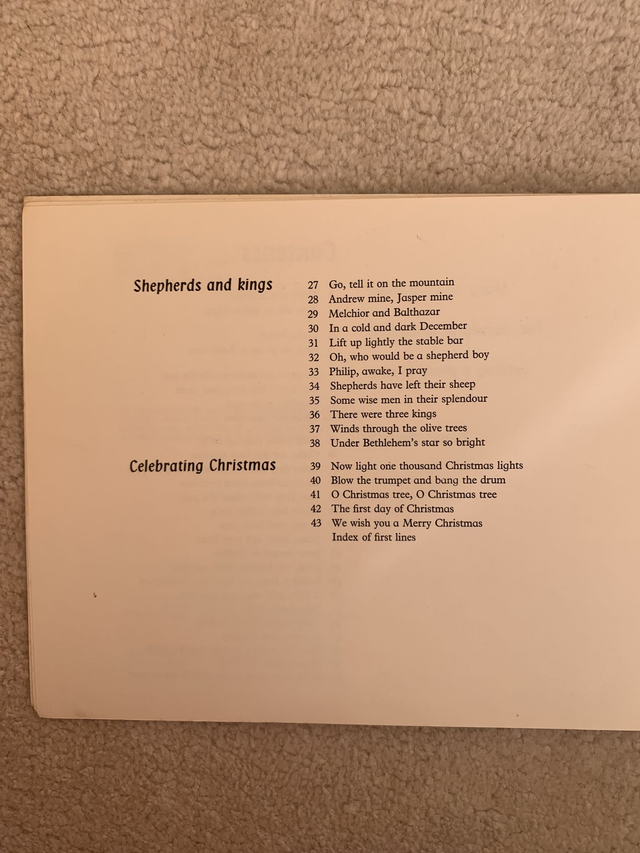 Shepherds and kings
27 Go, tell it on the mountain
28 Andrew mine, Jasper mine
29 Melchior and Balthazar
30 In a cold and dark December
31 Lift up lightly the stable bar
32 Oh, who would be a shepherd boy
33 Philip, awake, I pray
34 Shepherds have left their sheep
35 Some wise men in their splendour
36 There were three kings
37 Winds through the olive trees
38 Under Bethlehem's star so bright
Celebrating Christmas
39 Now light one thousand Christmas lights
40 Blow the trumpet and bang the drum
41 O Christmas tree, O Christmas tree
42 The first day of Christmas
43 We wish you a Merry Christmas
Index of first lines